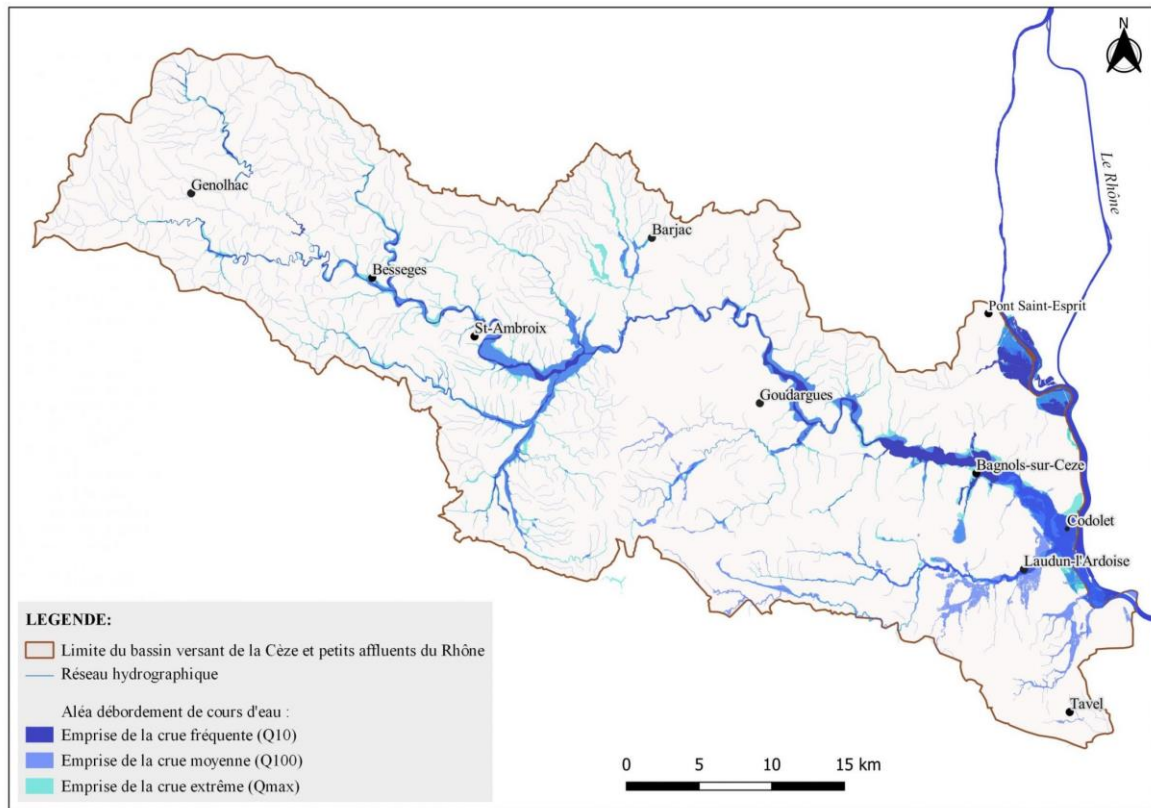 N
Le Rhône
Genolhac
Barjac
Besseges
Pont Saint-Esprit
St-Ambroix
Goudargues
Bagnols-sur-Ceze
Codolet
Laudun-l'Ardoise
Tavel
LEGENDE:
Limite du bassin versant de la Cèze et petits affluents du Rhône
Réseau hydrographique
Aléa débordement de cours d'eau :
Emprise de la crue fréquente (Q10)
Emprise de la crue moyenne (Q100)
Emprise de la crue extrême (Qmax)
0 5 10 15 km